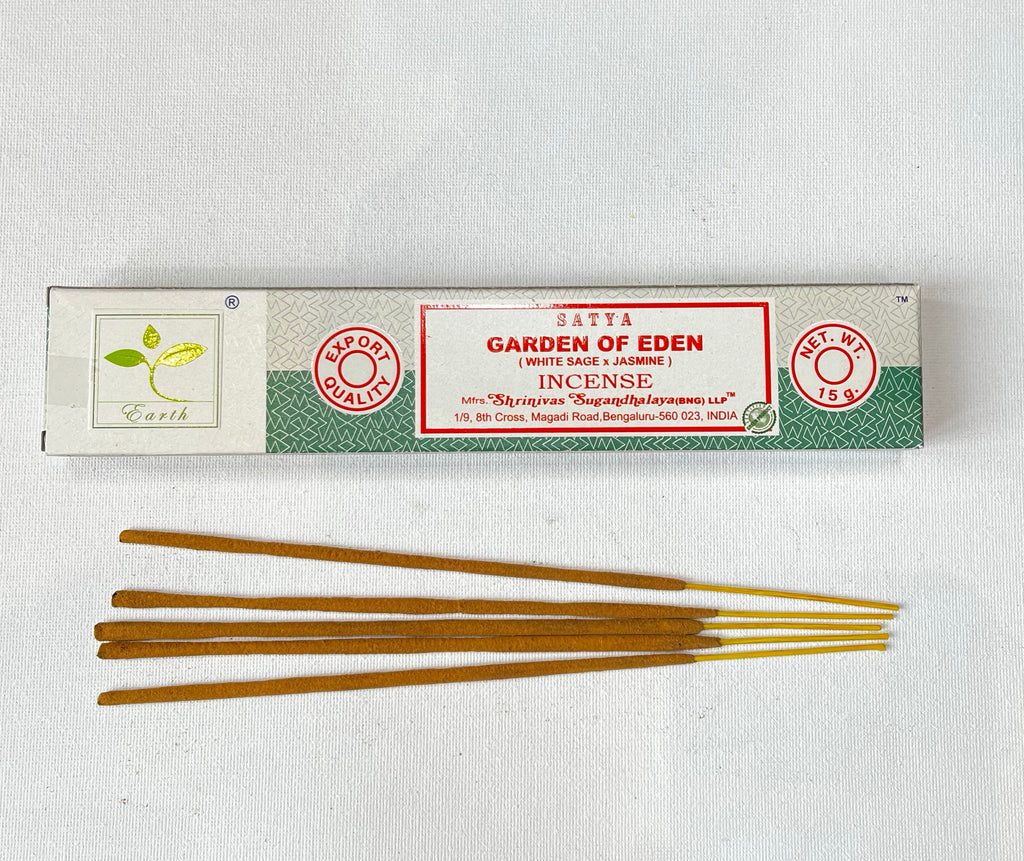 ®
Earth
EXPORT
QUALITY
SATYA
GARDEN OF EDEN
( WHITE SAGE x JASMINE )
INCENSE
Mfrs. Shrinivas Sugandhalaya (BNG) LLP™
1/9, 8th Cross, Magadi Road,Bengaluru-560 023, INDIA
NET. WT.
15 g.
™